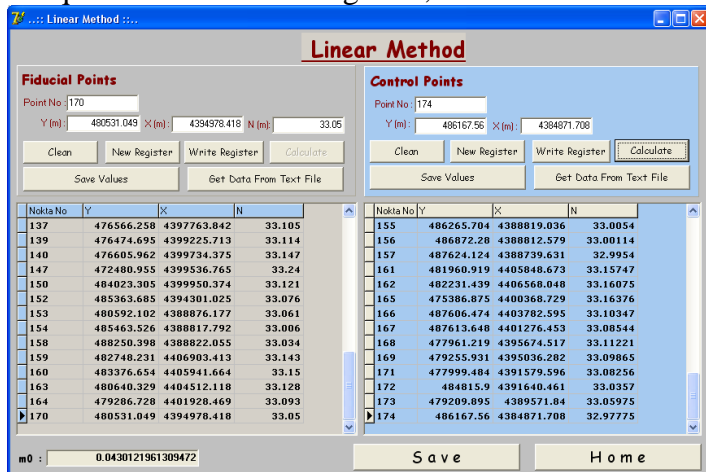 ..:: Linear Method ::..
Linear Method
Fiducial Points
Point No : 170
Y (m) : 480531.049 X (m) : 4394978.418 N (m) : 33.05
Clean New Register Write Register Calculate
Save Values Get Data From Text File
Nokta No Y X N
137 476566.258 4397763.842 33.105
139 476474.695 4399225.713 33.114
140 476605.962 4399734.375 33.147
147 472480.955 4399536.765 33.24
150 484023.305 4399950.374 33.121
152 485363.685 4394301.025 33.076
153 480592.102 4388876.177 33.061
154 485463.526 4388817.792 33.006
158 488250.398 4388822.055 33.034
159 482748.231 4406903.413 33.143
160 483376.654 4405941.664 33.15
163 480640.329 4404512.118 33.128
164 479286.728 4401928.469 33.093
170 480531.049 4394978.418 33.05
Control Points
Point No : 174
Y (m) : 486167.56 X (m) : 4384871.708
Clean New Register Write Register Calculate
Save Values Get Data From Text File
Nokta No Y X N
155 486265.704 4388819.036 33.0054
156 486872.28 4388812.579 33.00114
157 487624.124 4388739.631 32.9954
161 481960.919 4405848.673 33.15747
162 482231.439 4406568.048 33.16075
165 475386.875 4400368.729 33.16376
166 487606.474 4403782.595 33.10347
167 487613.648 4401276.453 33.08544
168 477961.219 4395674.517 33.11221
169 479255.931 4395036.282 33.09865
171 477999.484 4391579.596 33.08256
172 484815.9 4391640.461 33.0357
173 479209.895 4389571.84 33.05975
174 486167.56 4384871.708 32.97775
m0 : 0.0430121961309472
Save Home